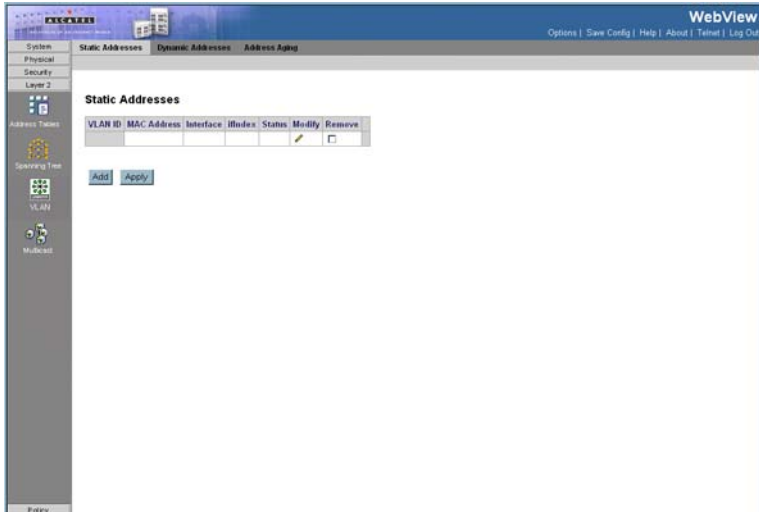 ALCATEL
WebView
Options | Save Config | Help | About | Telnet | Log Out
System
Physical
Security
Layer 2
Address Tables
Spanning Tree
VLAN
Multicast
Policy
Static Addresses Dynamic Addresses Address Aging
Static Addresses
VLAN ID MAC Address Interface ifIndex Status Modify Remove
Add Apply